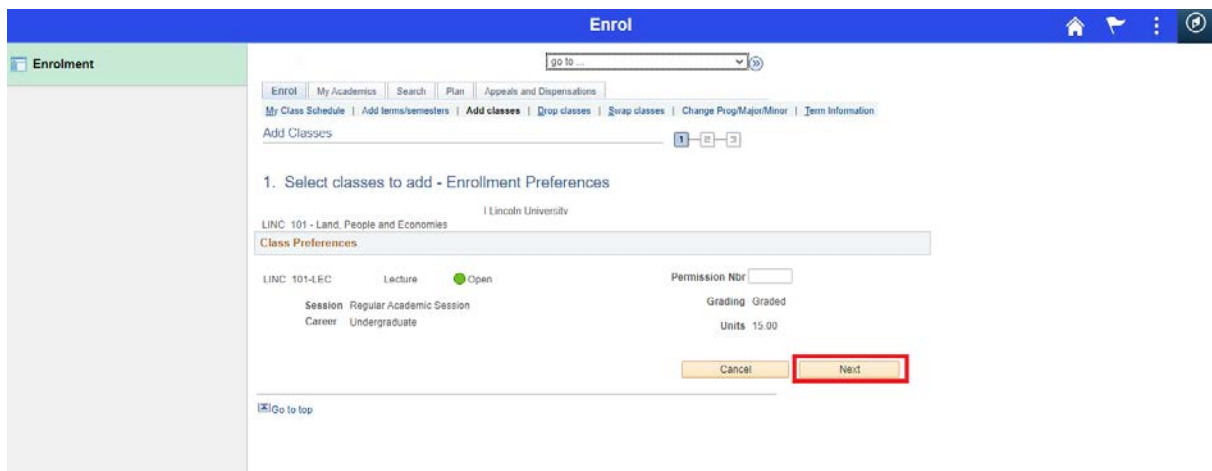 Enrol
Enrolment
go to ...
Enrol My Academics Search Plan Appeals and Dispensations
My Class Schedule | Add terms/semesters | Add classes | Drop classes | Swap classes | Change Prog/Major/Minor | Term Information
Add Classes
1 2 3
1. Select classes to add - Enrollment Preferences
| Lincoln University
LINC 101 - Land, People and Economies
Class Preferences
LINC 101-LEC Lecture Open Permission Nbr
Session Regular Academic Session Grading Graded
Career Undergraduate Units 15.00
Cancel Next
Go to top